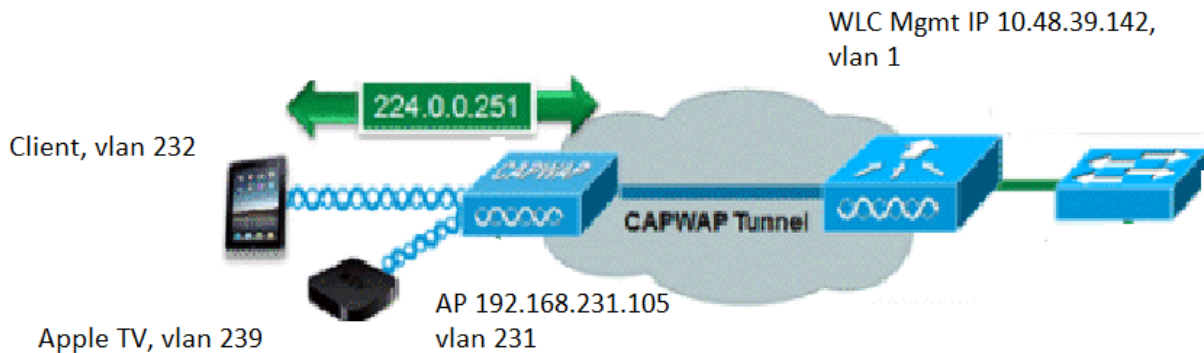 WLC Mgmt IP 10.48.39.142,
vlan 1
224.0.0.251
Client, vlan 232
CAPWAP
CAPWAP Tunnel
AP 192.168.231.105
vlan 231
Apple TV, vlan 239